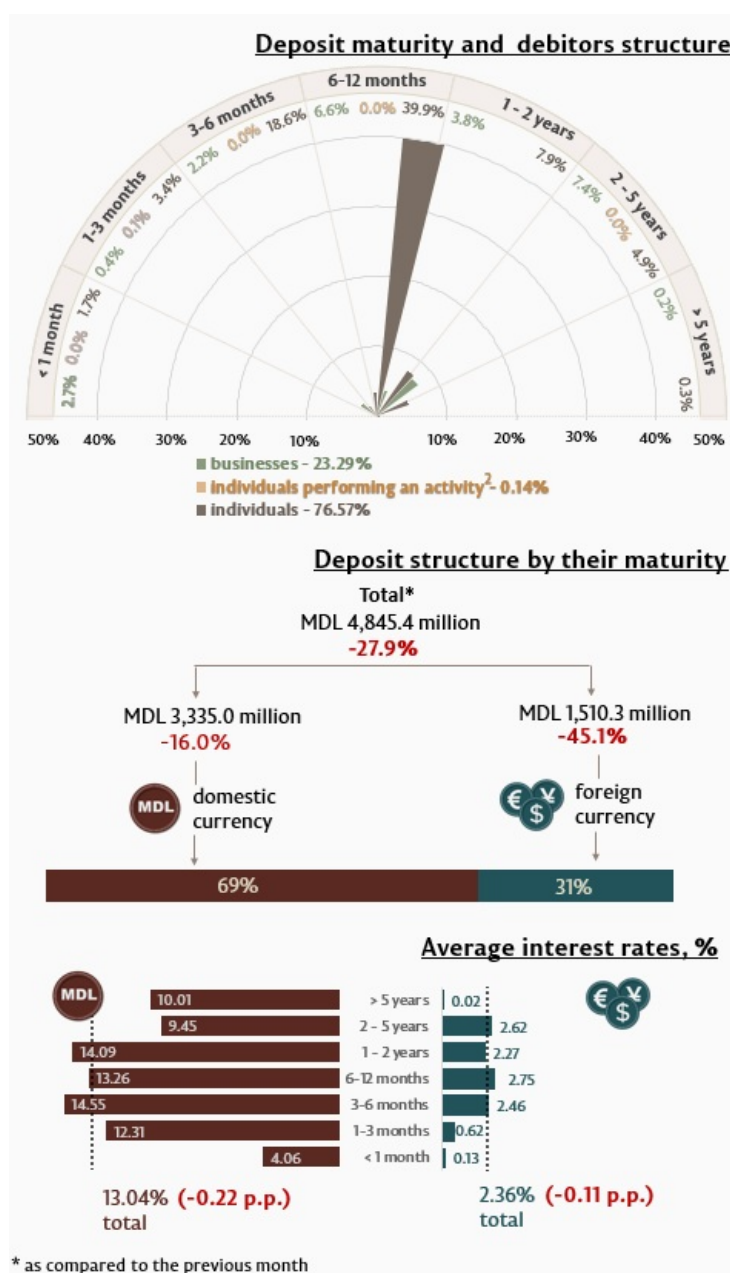 Deposit maturity and debitors structure
6-12 months
3-6 months
1 - 2 years
1-3 months
2 - 5 years
< 1 month
> 5 years
2.7% 0.0% 1.7%
0.4% 0.1% 3.4%
2.2% 0.0% 18.6%
6.6% 0.0% 39.9%
3.8% 7.9%
7.4% 0.0% 4.9%
0.2% 0.3%
50% 40% 30% 20% 10% 10% 20% 30% 40% 50%
businesses - 23.29%
individuals performing an activity2- 0.14%
individuals - 76.57%
Deposit structure by their maturity
Total*
MDL 4,845.4 million
-27.9%
MDL 3,335.0 million
-16.0%
MDL 1,510.3 million
-45.1%
MDL
domestic
currency
€ ¥ $
foreign
currency
69% 31%
Average interest rates, %
MDL
€ ¥ $
10.01 > 5 years 0.02
9.45 2 - 5 years 2.62
14.09 1 - 2 years 2.27
13.26 6-12 months 2.75
14.55 3-6 months 2.46
12.31 1-3 months 0.62
4.06 < 1 month 0.13
13.04% (-0.22 p.p.)
total
2.36% (-0.11 p.p.)
total
* as compared to the previous month